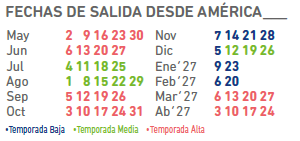 FECHAS DE SALIDA DESDE AMÉRICA___
May 2 9 16 23 30
Jun 6 13 20 27
Jul 4 11 18 25
Ago 1 8 15 22 29
Sep 5 12 19 26
Oct 3 10 17 24 31
Nov 7 14 21 28
Dic 5 12 19 26
Ene´27 9 23
Feb´27 6 20
Mar´27 6 13 20 27
Ab´27 3 10 17 24
•Temporada Baja •Temporada Media •Temporada Alta